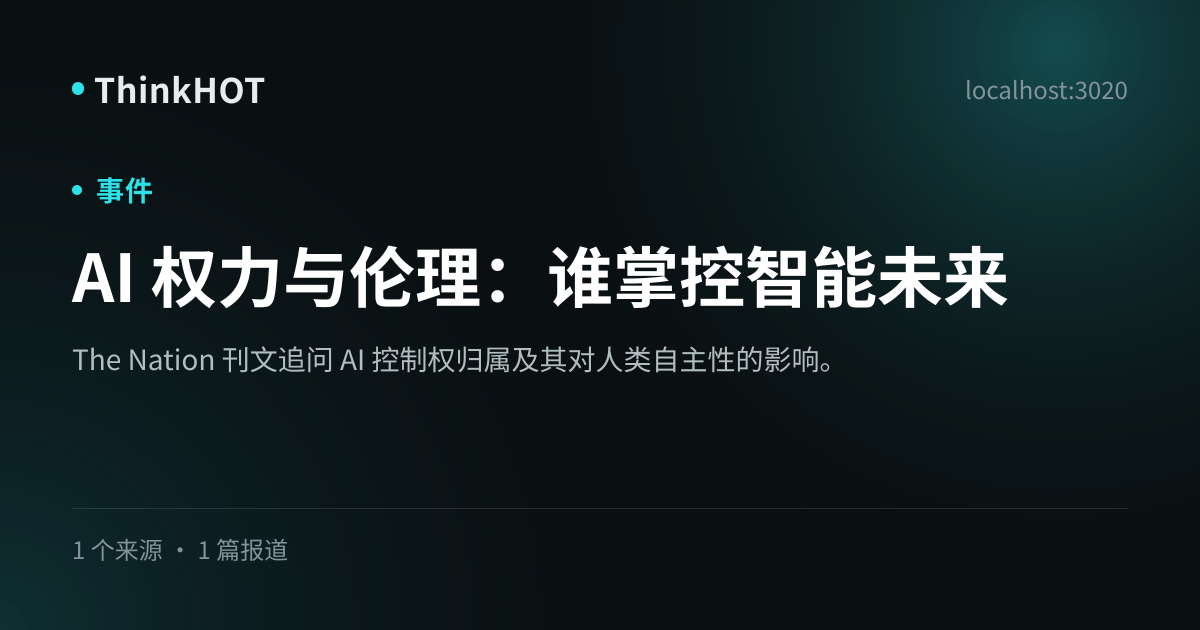 ThinkHOT
localhost:3020
事件
AI 权力与伦理：谁掌控智能未来
The Nation 刊文追问 AI 控制权归属及其对人类自主性的影响。
1 个来源 · 1 篇报道